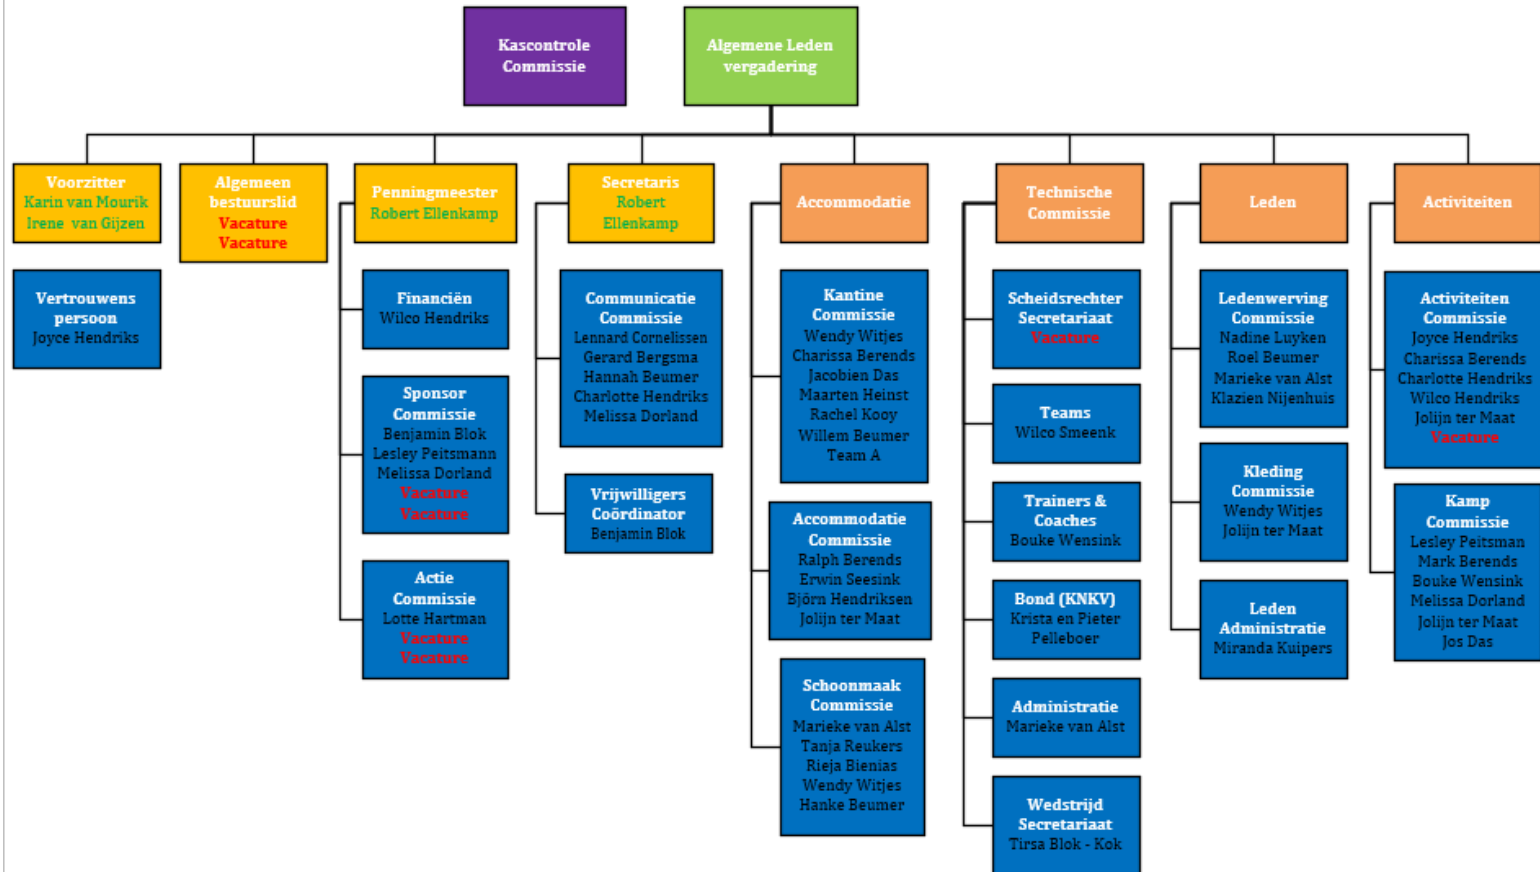 Kascontrole
Commissie
Algemene Leden
vergadering
Voorzitter
Karin van Mourik
Irene van Gijzen
Algemeen
bestuurslid
Vacature
Vacature
Penningmeester
Robert Ellenkamp
Secretaris
Robert
Ellenkamp
Accommodatie
Technische
Commissie
Leden
Activiteiten
Vertrouwens
persoon
Joyce Hendriks
Financiën
Wilco Hendriks
Sponsor
Commissie
Benjamin Blok
Lesley Peitsmann
Melissa Dorland
Vacature
Vacature
Actie
Commissie
Lotte Hartman
Vacature
Vacature
Communicatie
Commissie
Lennard Cornelissen
Gerard Bergsma
Hannah Beumer
Charlotte Hendriks
Melissa Dorland
Vrijwilligers
Coördinator
Benjamin Blok
Kantine
Commissie
Wendy Witjes
Charissa Berends
Jacobien Das
Maarten Heinst
Rachel Kooy
Willem Beumer
Team A
Accommodatie
Commissie
Ralph Berends
Erwin Seesink
Björn Hendriksen
Jolijn ter Maat
Schoonmaak
Commissie
Marieke van Alst
Tanja Reukers
Rieja Bienias
Wendy Witjes
Hanke Beumer
Scheidsrechter
Secretariaat
Vacature
Teams
Wilco Smeenk
Trainers &
Coaches
Bouke Wensink
Bond (KNKV)
Krista en Pieter
Pelleboer
Administratie
Marieke van Alst
Wedstrijd
Secretariaat
Tirsa Blok - Kok
Ledenwerving
Commissie
Nadine Luyken
Roel Beumer
Marieke van Alst
Klazien Nijenhuis
Kleding
Commissie
Wendy Witjes
Jolijn ter Maat
Leden
Administratie
Miranda Kuipers
Activiteiten
Commissie
Joyce Hendriks
Charissa Berends
Charlotte Hendriks
Wilco Hendriks
Jolijn ter Maat
Vacature
Kamp
Commissie
Lesley Peitsman
Mark Berends
Bouke Wensink
Melissa Dorland
Jolijn ter Maat
Jos Das